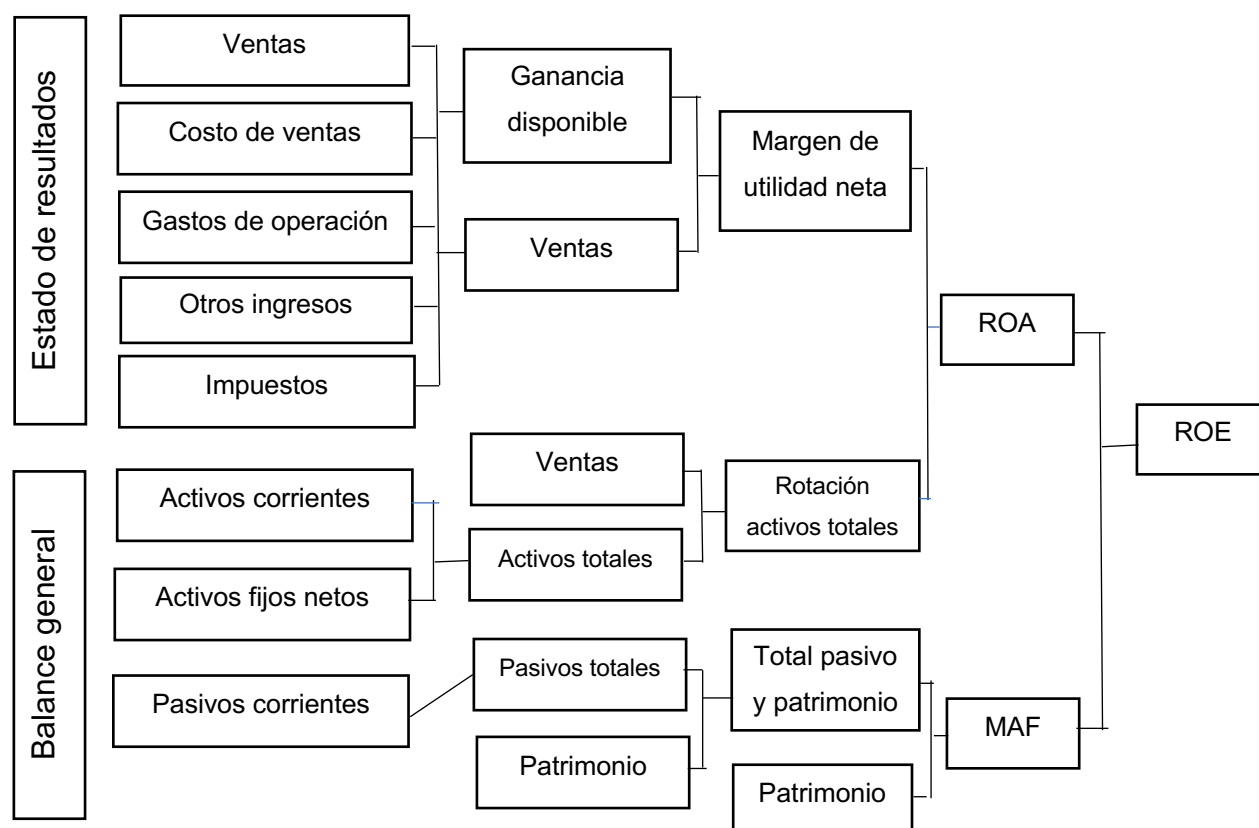 Estado de resultados
Ventas
Costo de ventas
Gastos de operación
Otros ingresos
Impuestos
Ganancia
disponible
Ventas
Margen de
utilidad neta
ROA
ROE
Balance general
Activos corrientes
Activos fijos netos
Pasivos corrientes
Ventas
Activos totales
Rotación
activos totales
Pasivos totales
Patrimonio
Total pasivo
y patrimonio
Patrimonio
MAF